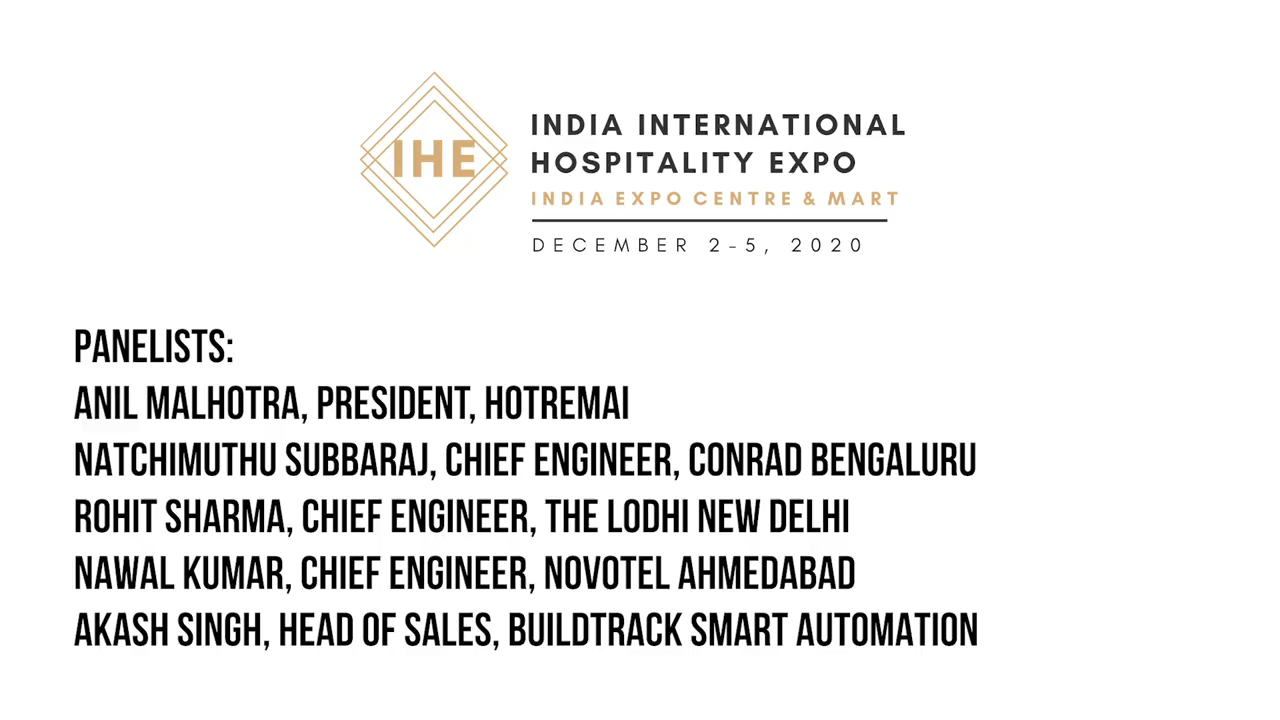 IHE
INDIA INTERNATIONAL
HOSPITALITY EXPO
INDIA EXPO CENTRE & MART
DECEMBER 2-5, 2020
PANELISTS:
ANIL MALHOTRA, PRESIDENT, HOTREMAI
NATCHIMUTHU SUBBARAJ, CHIEF ENGINEER, CONRAD BENGALURU
ROHIT SHARMA, CHIEF ENGINEER, THE LODHI NEW DELHI
NAWAL KUMAR, CHIEF ENGINEER, NOVOTEL AHMEDABAD
AKASH SINGH, HEAD OF SALES, BUILDTRACK SMART AUTOMATION